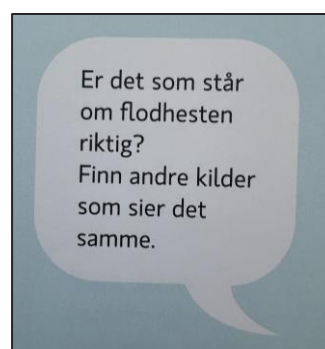 Er det som står
om flodhesten
riktig?
Finn andre kilder
som sier det
samme.